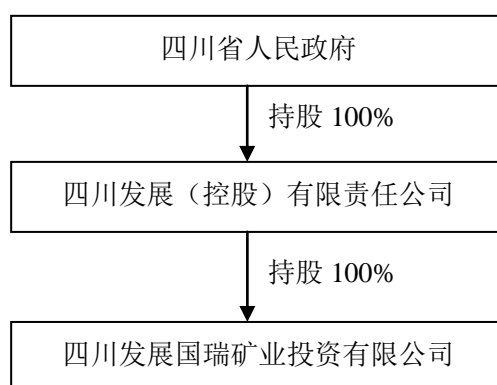 四川省人民政府
持股 100%
四川发展（控股）有限责任公司
持股 100%
四川发展国瑞矿业投资有限公司